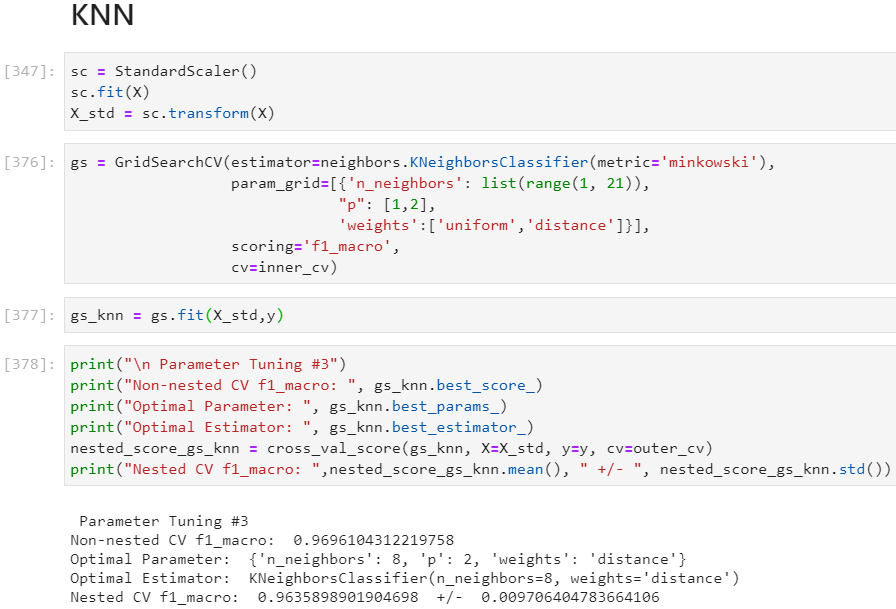 KNN
[347]: sc = StandardScaler()
sc.fit(X)
X_std = sc.transform(X)
[376]: gs = GridSearchCV(estimator=neighbors.KNeighborsClassifier(metric='minkowski'),
param_grid=[{'n_neighbors': list(range(1, 21)),
"p": [1,2],
'weights':['uniform','distance']}],
scoring='f1_macro',
cv=inner_cv)
[377]: gs_knn = gs.fit(X_std,y)
[378]: print("\n Parameter Tuning #3")
print("Non-nested CV f1_macro: ", gs_knn.best_score_)
print("Optimal Parameter: ", gs_knn.best_params_)
print("Optimal Estimator: ", gs_knn.best_estimator_)
nested_score_gs_knn = cross_val_score(gs_knn, X=X_std, y=y, cv=outer_cv)
print("Nested CV f1_macro: ",nested_score_gs_knn.mean(), " +/- ", nested_score_gs_knn.std())
Parameter Tuning #3
Non-nested CV f1_macro:  0.9696104312219758
Optimal Parameter:  {'n_neighbors': 8, 'p': 2, 'weights': 'distance'}
Optimal Estimator:  KNeighborsClassifier(n_neighbors=8, weights='distance')
Nested CV f1_macro:  0.9635898901904698  +/-  0.009706404783664106